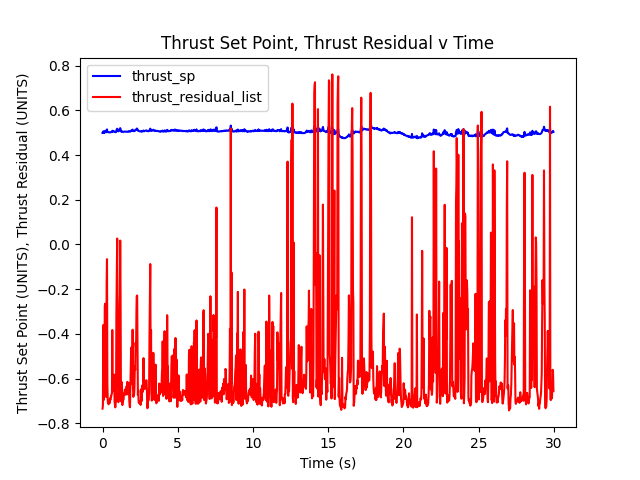 Thrust Set Point, Thrust Residual v Time
thrust_sp
thrust_residual_list
Thrust Set Point (UNITS), Thrust Residual (UNITS)
0.8
0.6
0.4
0.2
0.0
−0.2
−0.4
−0.6
−0.8
0 5 10 15 20 25 30
Time (s)